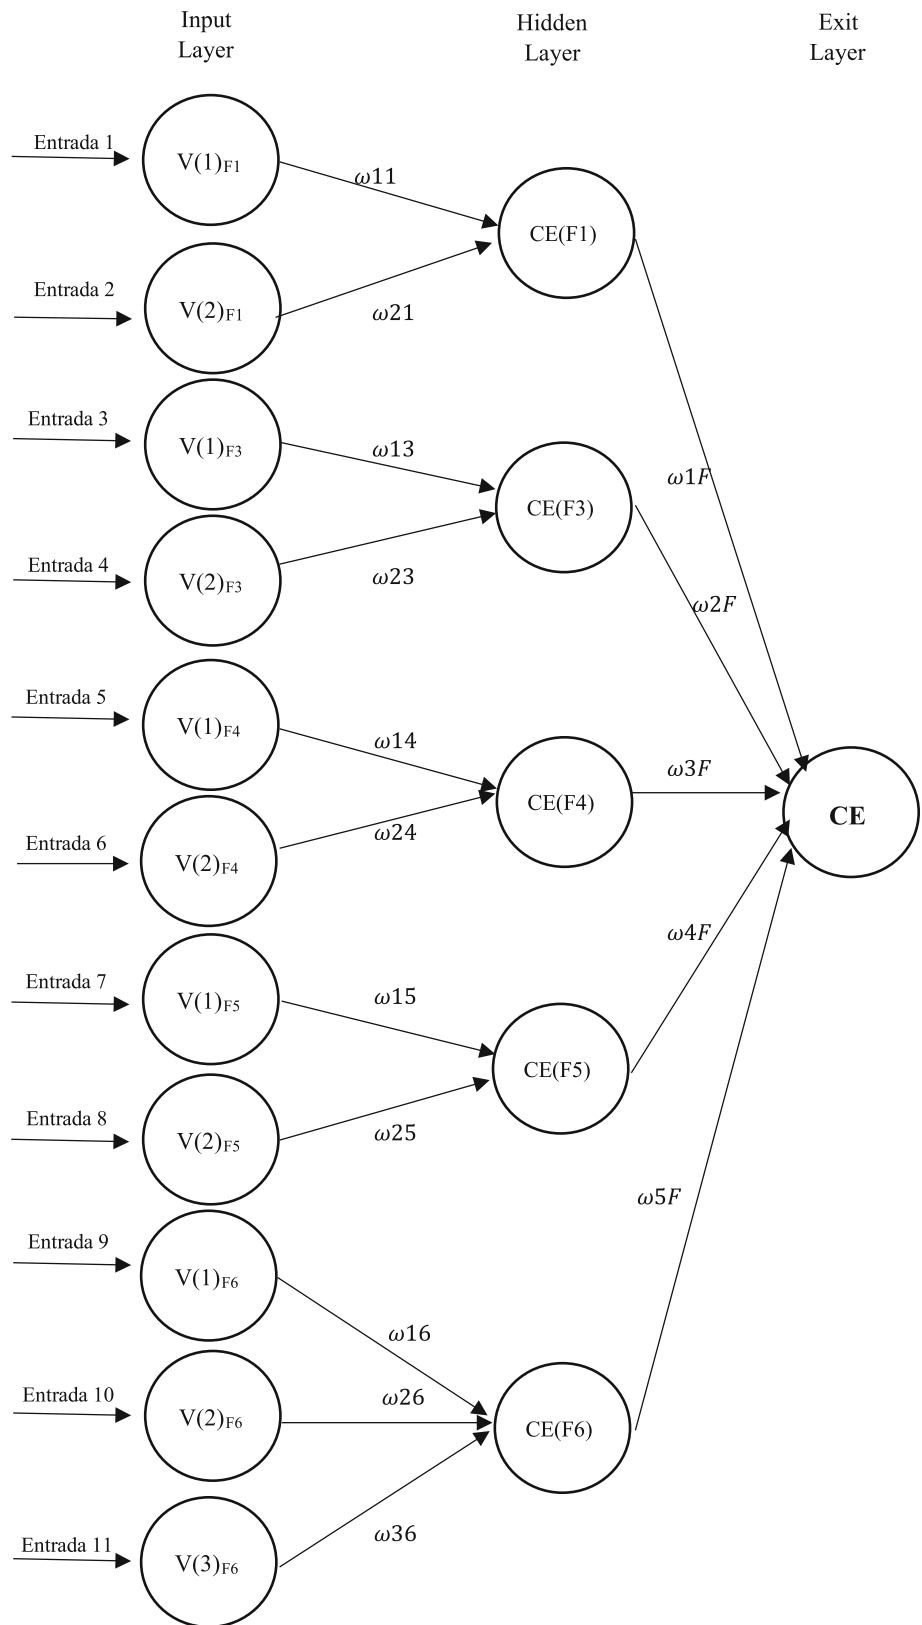 Input
Layer
Hidden
Layer
Exit
Layer
Entrada 1
V(1)F1
ω11
CE(F1)
Entrada 2
V(2)F1
ω21
Entrada 3
V(1)F3
ω13
CE(F3)
ω1F
Entrada 4
V(2)F3
ω23
ω2F
Entrada 5
V(1)F4
ω14
CE(F4)
ω3F
CE
Entrada 6
V(2)F4
ω24
Entrada 7
V(1)F5
ω15
CE(F5)
ω4F
Entrada 8
V(2)F5
ω25
Entrada 9
V(1)F6
ω16
ω5F
Entrada 10
V(2)F6
ω26
CE(F6)
Entrada 11
V(3)F6
ω36